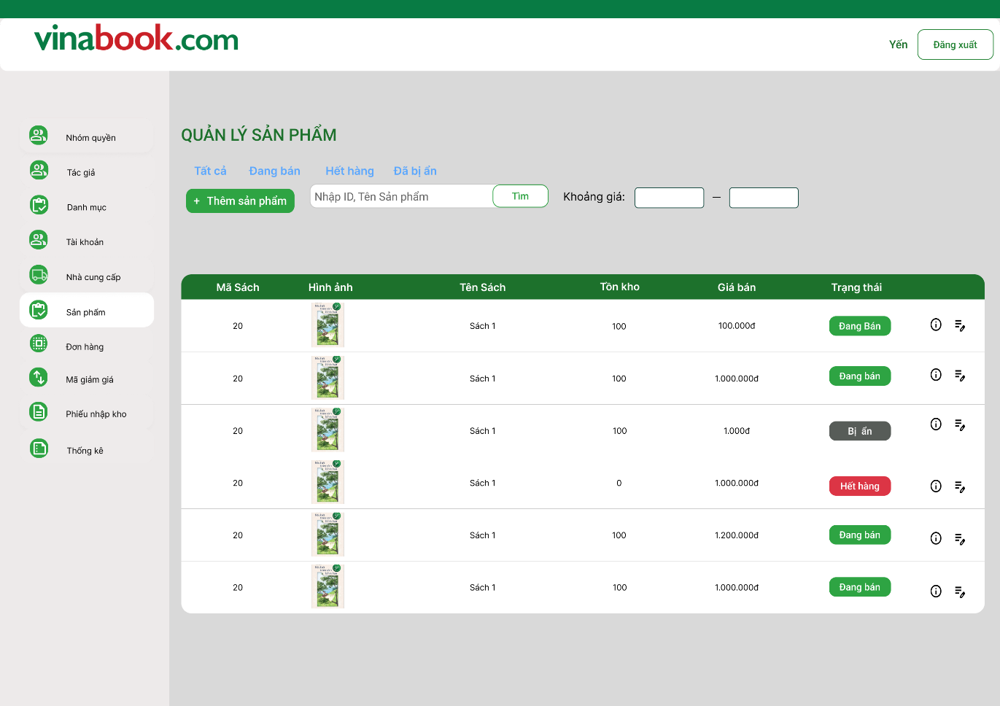 vinabook.com
Yến
Đăng xuất
Nhóm quyền
Tác giả
Danh mục
Tài khoản
Nhà cung cấp
Sản phẩm
Đơn hàng
Mã giảm giá
Phiếu nhập kho
Thống kê
QUẢN LÝ SẢN PHẨM
Tất cả Đang bán Hết hàng Đã bị ẩn
+ Thêm sản phẩm Nhập ID, Tên Sản phẩm Tìm Khoảng giá: –
Mã Sách Hình ảnh Tên Sách Tồn kho Giá bán Trạng thái
20 Sách 1 100 100.000đ Đang Bán
20 Sách 1 100 1.000.000đ Đang bán
20 Sách 1 100 1.000đ Bị ẩn
20 Sách 1 0 1.000.000đ Hết hàng
20 Sách 1 100 1.200.000đ Đang bán
20 Sách 1 100 1.000.000đ Đang bán